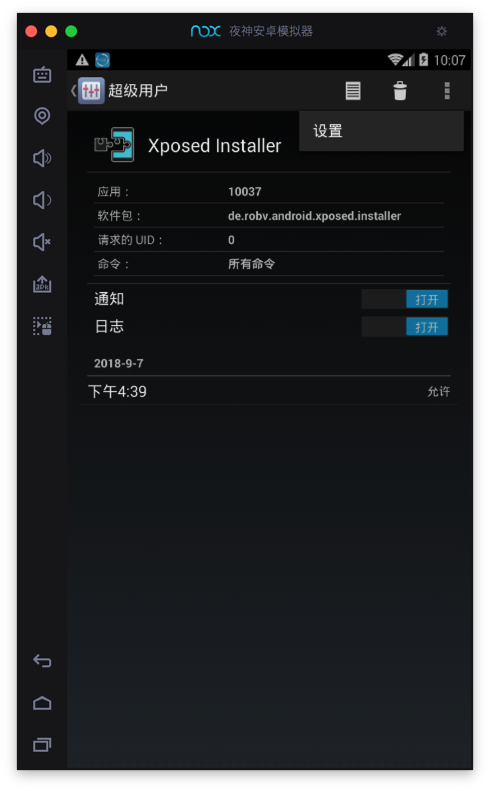 nox 夜神安卓模拟器
10:07
超级用户
设置
Xposed Installer
应用： 10037
软件包： de.robv.android.xposed.installer
请求的 UID： 0
命令： 所有命令
通知 打开
日志 打开
2018-9-7
下午4:39 允许